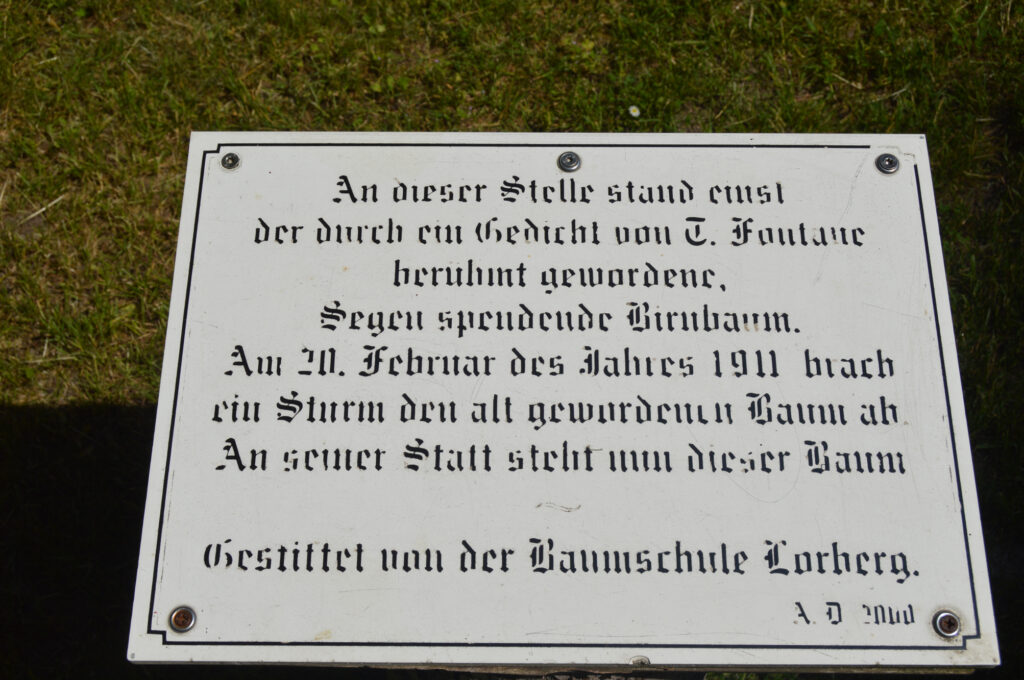 An dieser Stelle stand einst
der durch ein Gedicht von T. Fontane
berühmt gewordene,
Segen spendende Birnbaum.
Am 20. Februar des Jahres 1911 brach
ein Sturm den alt gewordenen Baum ab
An seiner Statt steht nun dieser Baum
Gestiftet von der Baumschule Lorberg.
A. D 2000